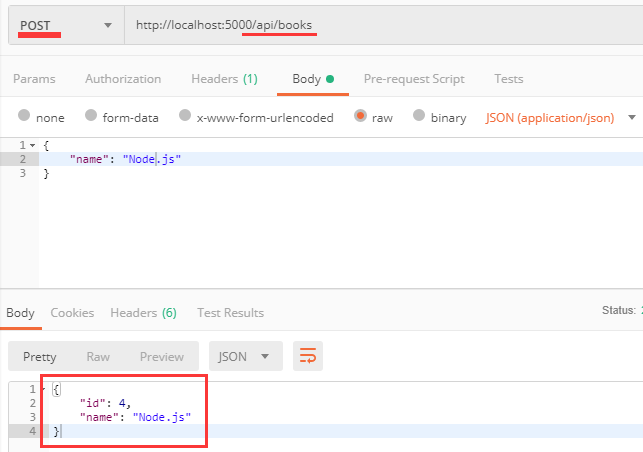 POST http://localhost:5000/api/books
Params Authorization Headers (1) Body Pre-request Script Tests
none form-data x-www-form-urlencoded raw binary JSON (application/json)
1 {
2 "name": "Node.js"
3 }
Body Cookies Headers (6) Test Results Status:
Pretty Raw Preview JSON
1 {
2 "id": 4,
3 "name": "Node.js"
4 }